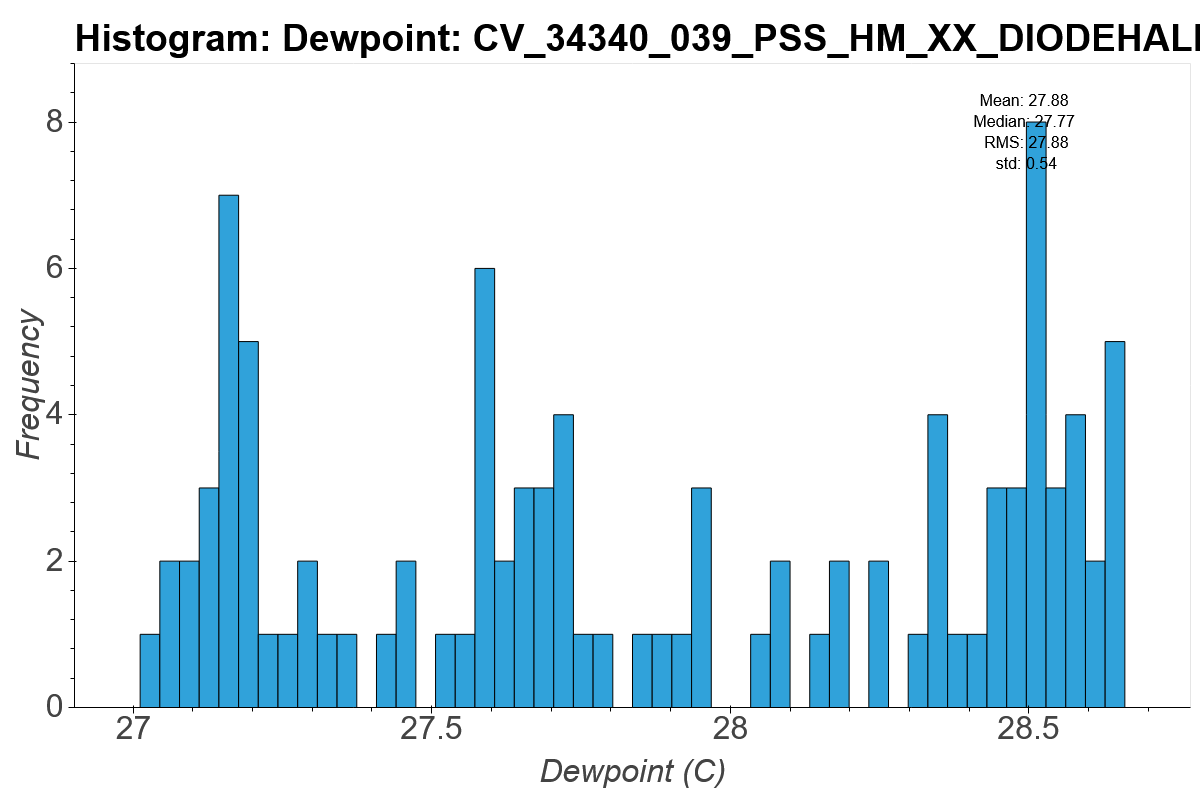 Histogram: Dewpoint: CV_34340_039_PSS_HM_XX_DIODEHALL
Mean: 27.88
Median: 27.77
RMS: 27.88
std: 0.54
8
6
4
2
0
Frequency
27
27.5
28
28.5
Dewpoint (C)